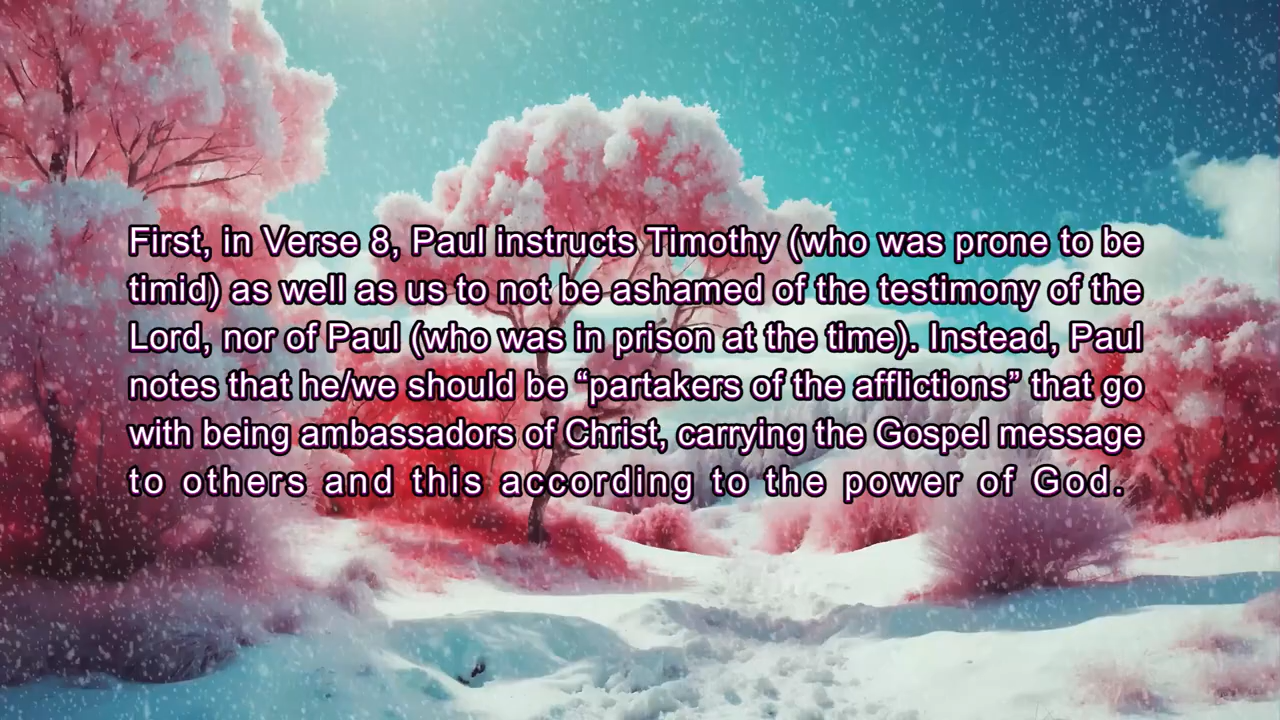 First, in Verse 8, Paul instructs Timothy (who was prone to be
timid) as well as us to not be ashamed of the testimony of the
Lord, nor of Paul (who was in prison at the time). Instead, Paul
notes that he/we should be “partakers of the afflictions” that go
with being ambassadors of Christ, carrying the Gospel message
to others and this according to the power of God.